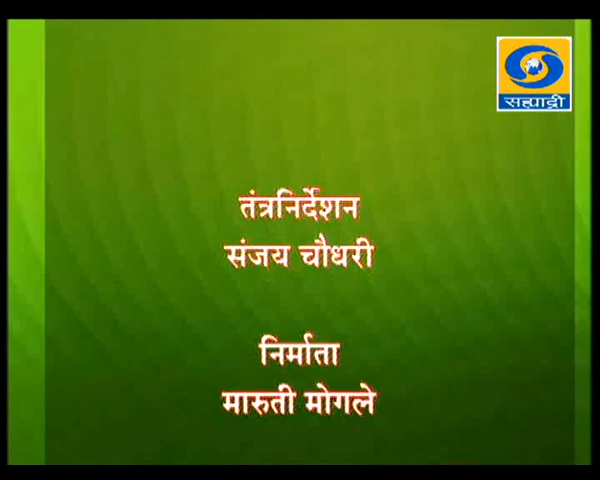 सह्याद्री
तंत्रनिर्देशन
संजय चौधरी
निर्माता
मारुती मोगले